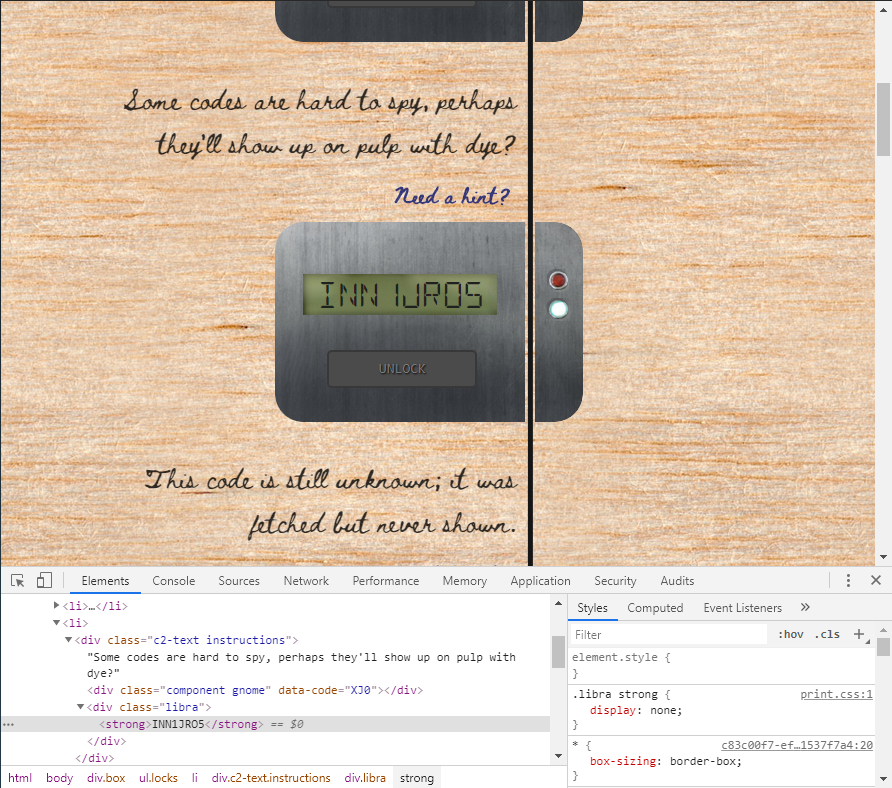 Some codes are hard to spy, perhaps
they'll show up on pulp with dye?
Need a hint?
INN1JRO5
UNLOCK
This code is still unknown; it was
fetched but never shown.
Elements Console Sources Network Performance Memory Application Security Audits
<li>…</li>
<li>
<div class="c2-text instructions">
"Some codes are hard to spy, perhaps they'll show up on pulp with
dye?"
<div class="component gnome" data-code="XJ0"></div>
<div class="libra">
… <strong>INN1JRO5</strong> == $0
</div>
</div>
html body div.box ul.locks li div.c2-text.instructions div.libra strong
Styles Computed Event Listeners »
Filter :hov .cls +
element.style {
}
.libra strong { print.css:1
display: none;
}
* { c83c00f7-ef…1537f7a4:20
box-sizing: border-box;
}